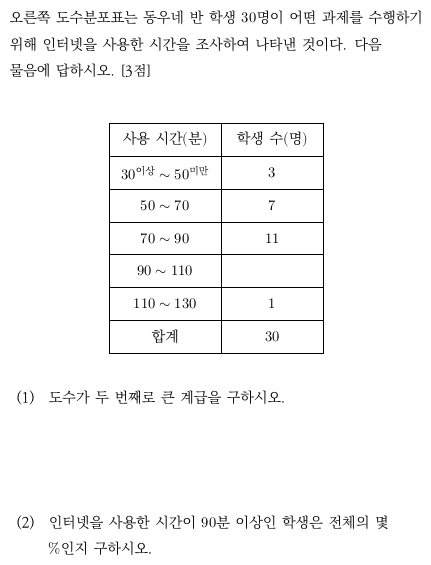 오른쪽 도수분포표는 동우네 반 학생 30명이 어떤 과제를 수행하기
위해 인터넷을 사용한 시간을 조사하여 나타낸 것이다. 다음
물음에 답하시오. [3점]
사용 시간(분) 학생 수(명)
30이상 ~ 50미만 3
50 ~ 70 7
70 ~ 90 11
90 ~ 110
110 ~ 130 1
합계 30
(1) 도수가 두 번째로 큰 계급을 구하시오.
(2) 인터넷을 사용한 시간이 90분 이상인 학생은 전체의 몇
%인지 구하시오.